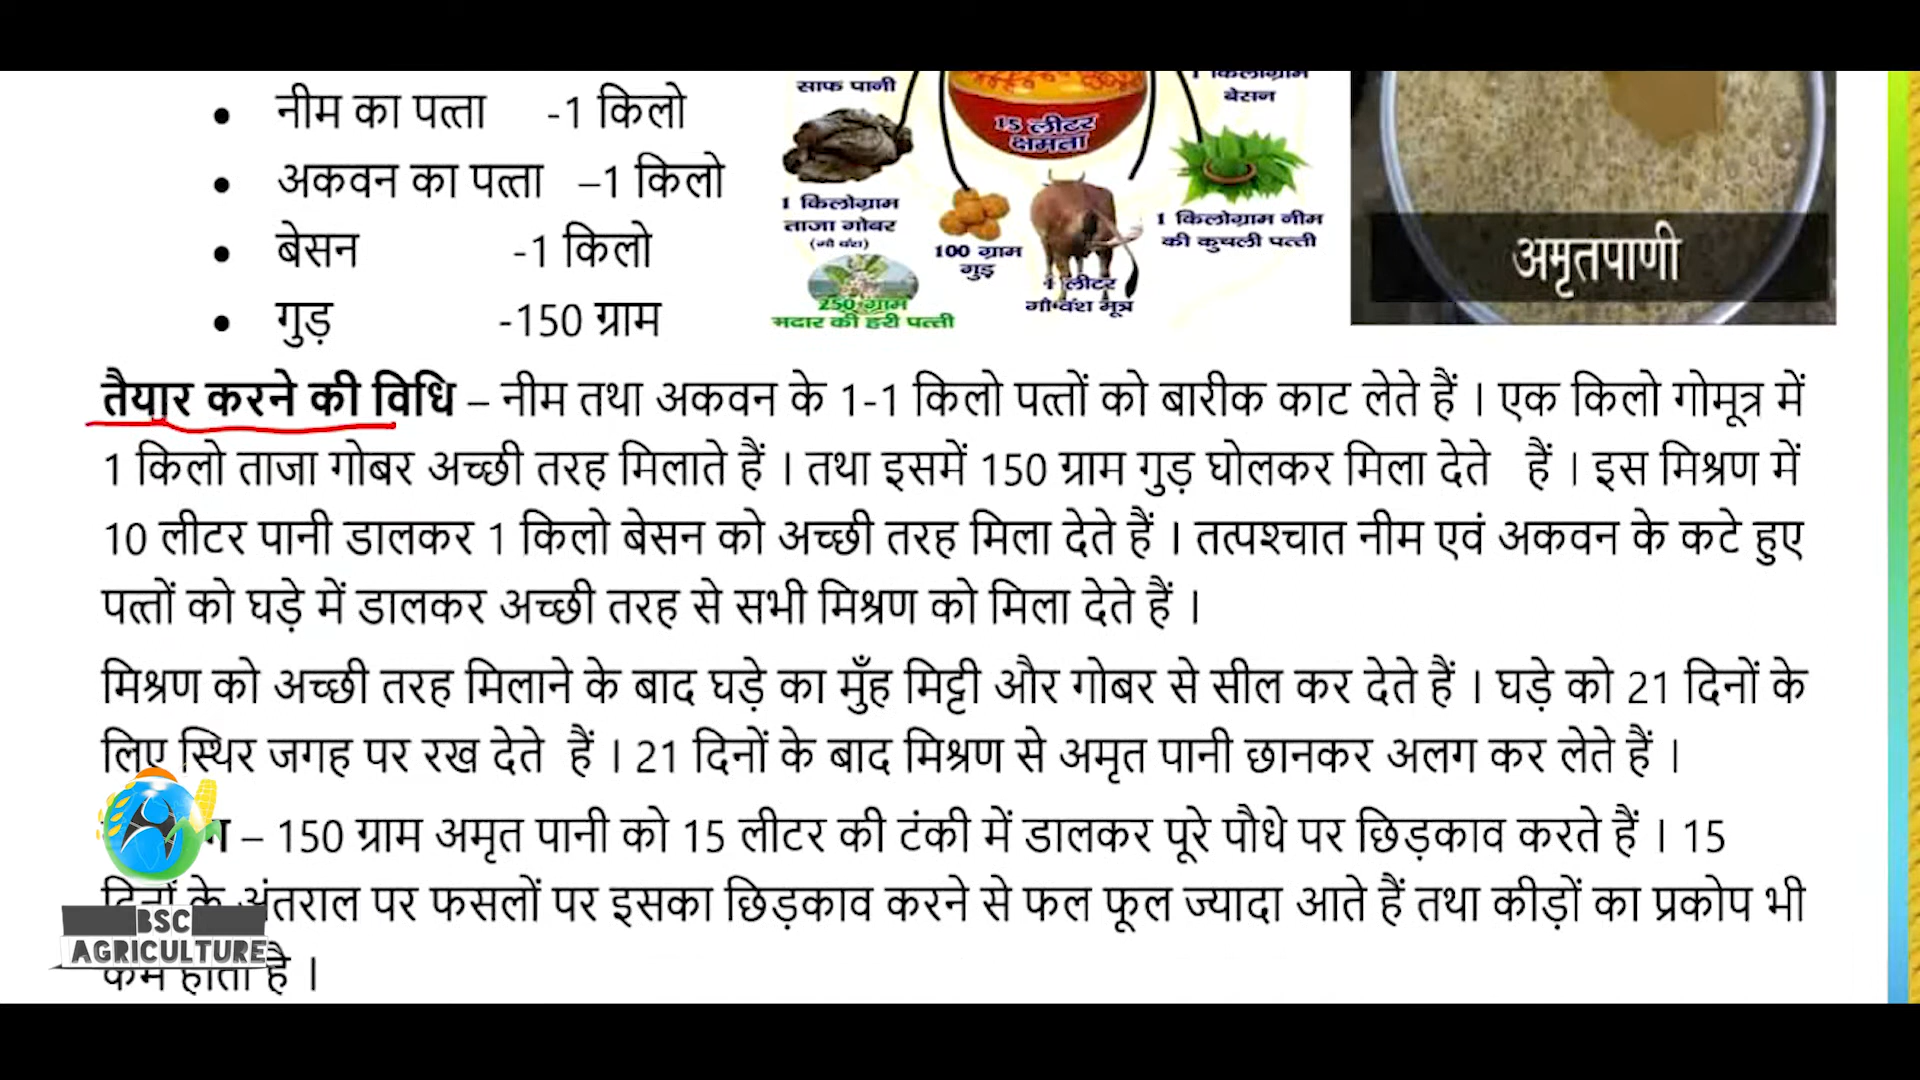 नीम का पत्ता -1 किलो
अकवन का पत्ता –1 किलो
बेसन -1 किलो
गुड़ -150 ग्राम
साफ पानी
1 किलोग्राम
बेसन
15 लीटर
क्षमता
1 किलोग्राम
ताजा गोबर
(गौ वंश)
100 ग्राम
गुड़
1 लीटर
गौ वंश मूत्र
1 किलोग्राम नीम
की कुचली पत्ती
250 ग्राम
मदार की हरी पत्ती
अमृतपाणी
तैयार करने की विधि – नीम तथा अकवन के 1-1 किलो पत्तों को बारीक काट लेते हैं । एक किलो गोमूत्र में
1 किलो ताजा गोबर अच्छी तरह मिलाते हैं । तथा इसमें 150 ग्राम गुड़ घोलकर मिला देते हैं । इस मिश्रण में
10 लीटर पानी डालकर 1 किलो बेसन को अच्छी तरह मिला देते हैं । तत्पश्चात नीम एवं अकवन के कटे हुए
पत्तों को घड़े में डालकर अच्छी तरह से सभी मिश्रण को मिला देते हैं ।
मिश्रण को अच्छी तरह मिलाने के बाद घड़े का मुँह मिट्टी और गोबर से सील कर देते हैं । घड़े को 21 दिनों के
लिए स्थिर जगह पर रख देते हैं । 21 दिनों के बाद मिश्रण से अमृत पानी छानकर अलग कर लेते हैं ।
– 150 ग्राम अमृत पानी को 15 लीटर की टंकी में डालकर पूरे पौधे पर छिड़काव करते हैं । 15
दिनों के अंतराल पर फसलों पर इसका छिड़काव करने से फल फूल ज्यादा आते हैं तथा कीड़ों का प्रकोप भी
कम होता है ।
BSC
AGRICULTURE